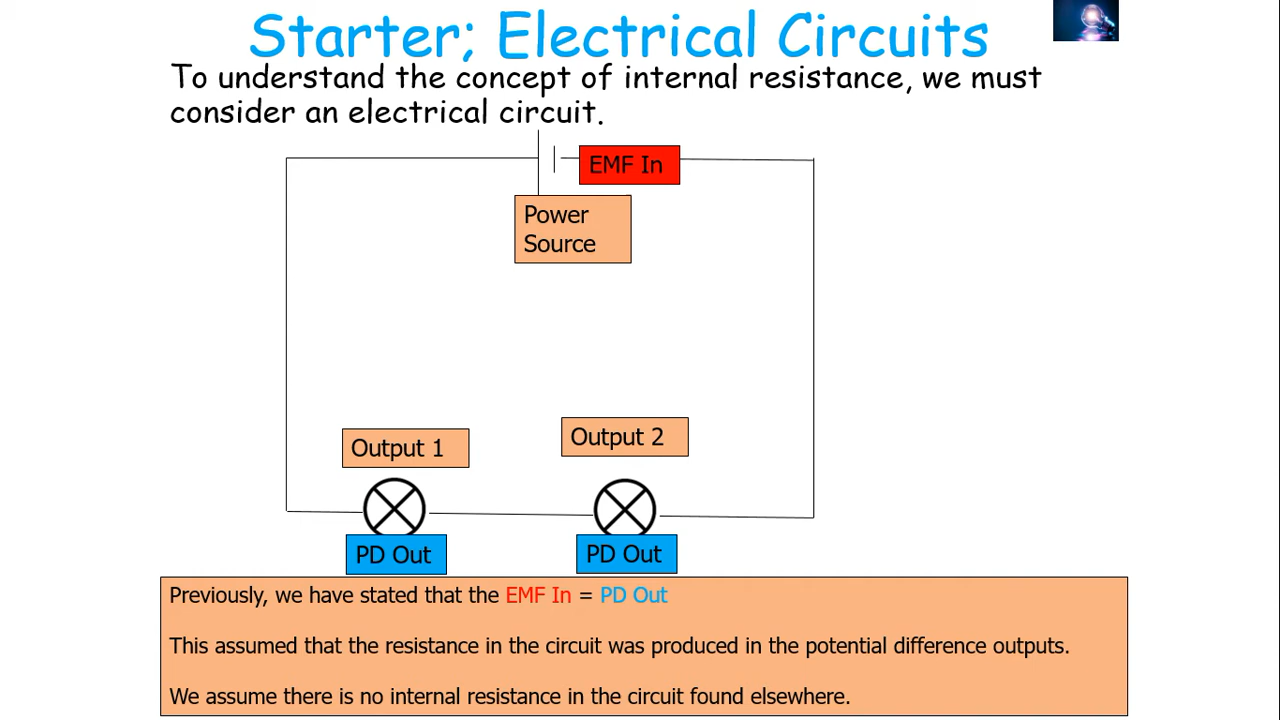 Starter; Electrical Circuits
To understand the concept of internal resistance, we must
consider an electrical circuit.
EMF In
Power
Source
Output 1
Output 2
PD Out
PD Out
Previously, we have stated that the EMF In = PD Out
This assumed that the resistance in the circuit was produced in the potential difference outputs.
We assume there is no internal resistance in the circuit found elsewhere.